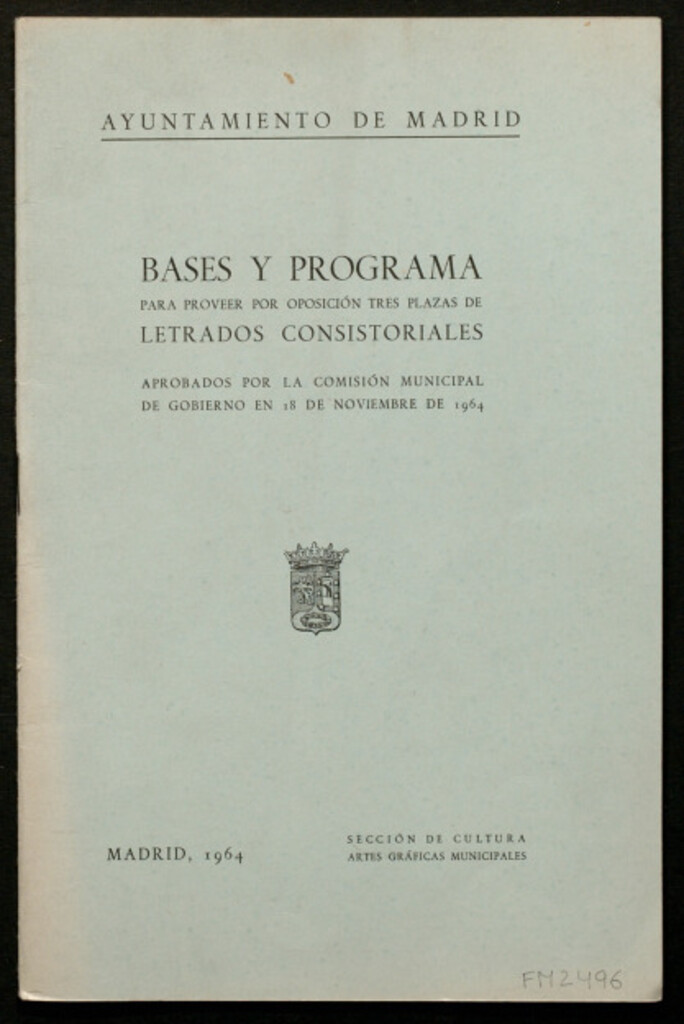 AYUNTAMIENTO DE MADRID
BASES Y PROGRAMA
PARA PROVEER POR OPOSICIÓN TRES PLAZAS DE
LETRADOS CONSISTORIALES
APROBADOS POR LA COMISIÓN MUNICIPAL
DE GOBIERNO EN 18 DE NOVIEMBRE DE 1964
MADRID, 1964
SECCIÓN DE CULTURA
ARTES GRÁFICAS MUNICIPALES
FM2496